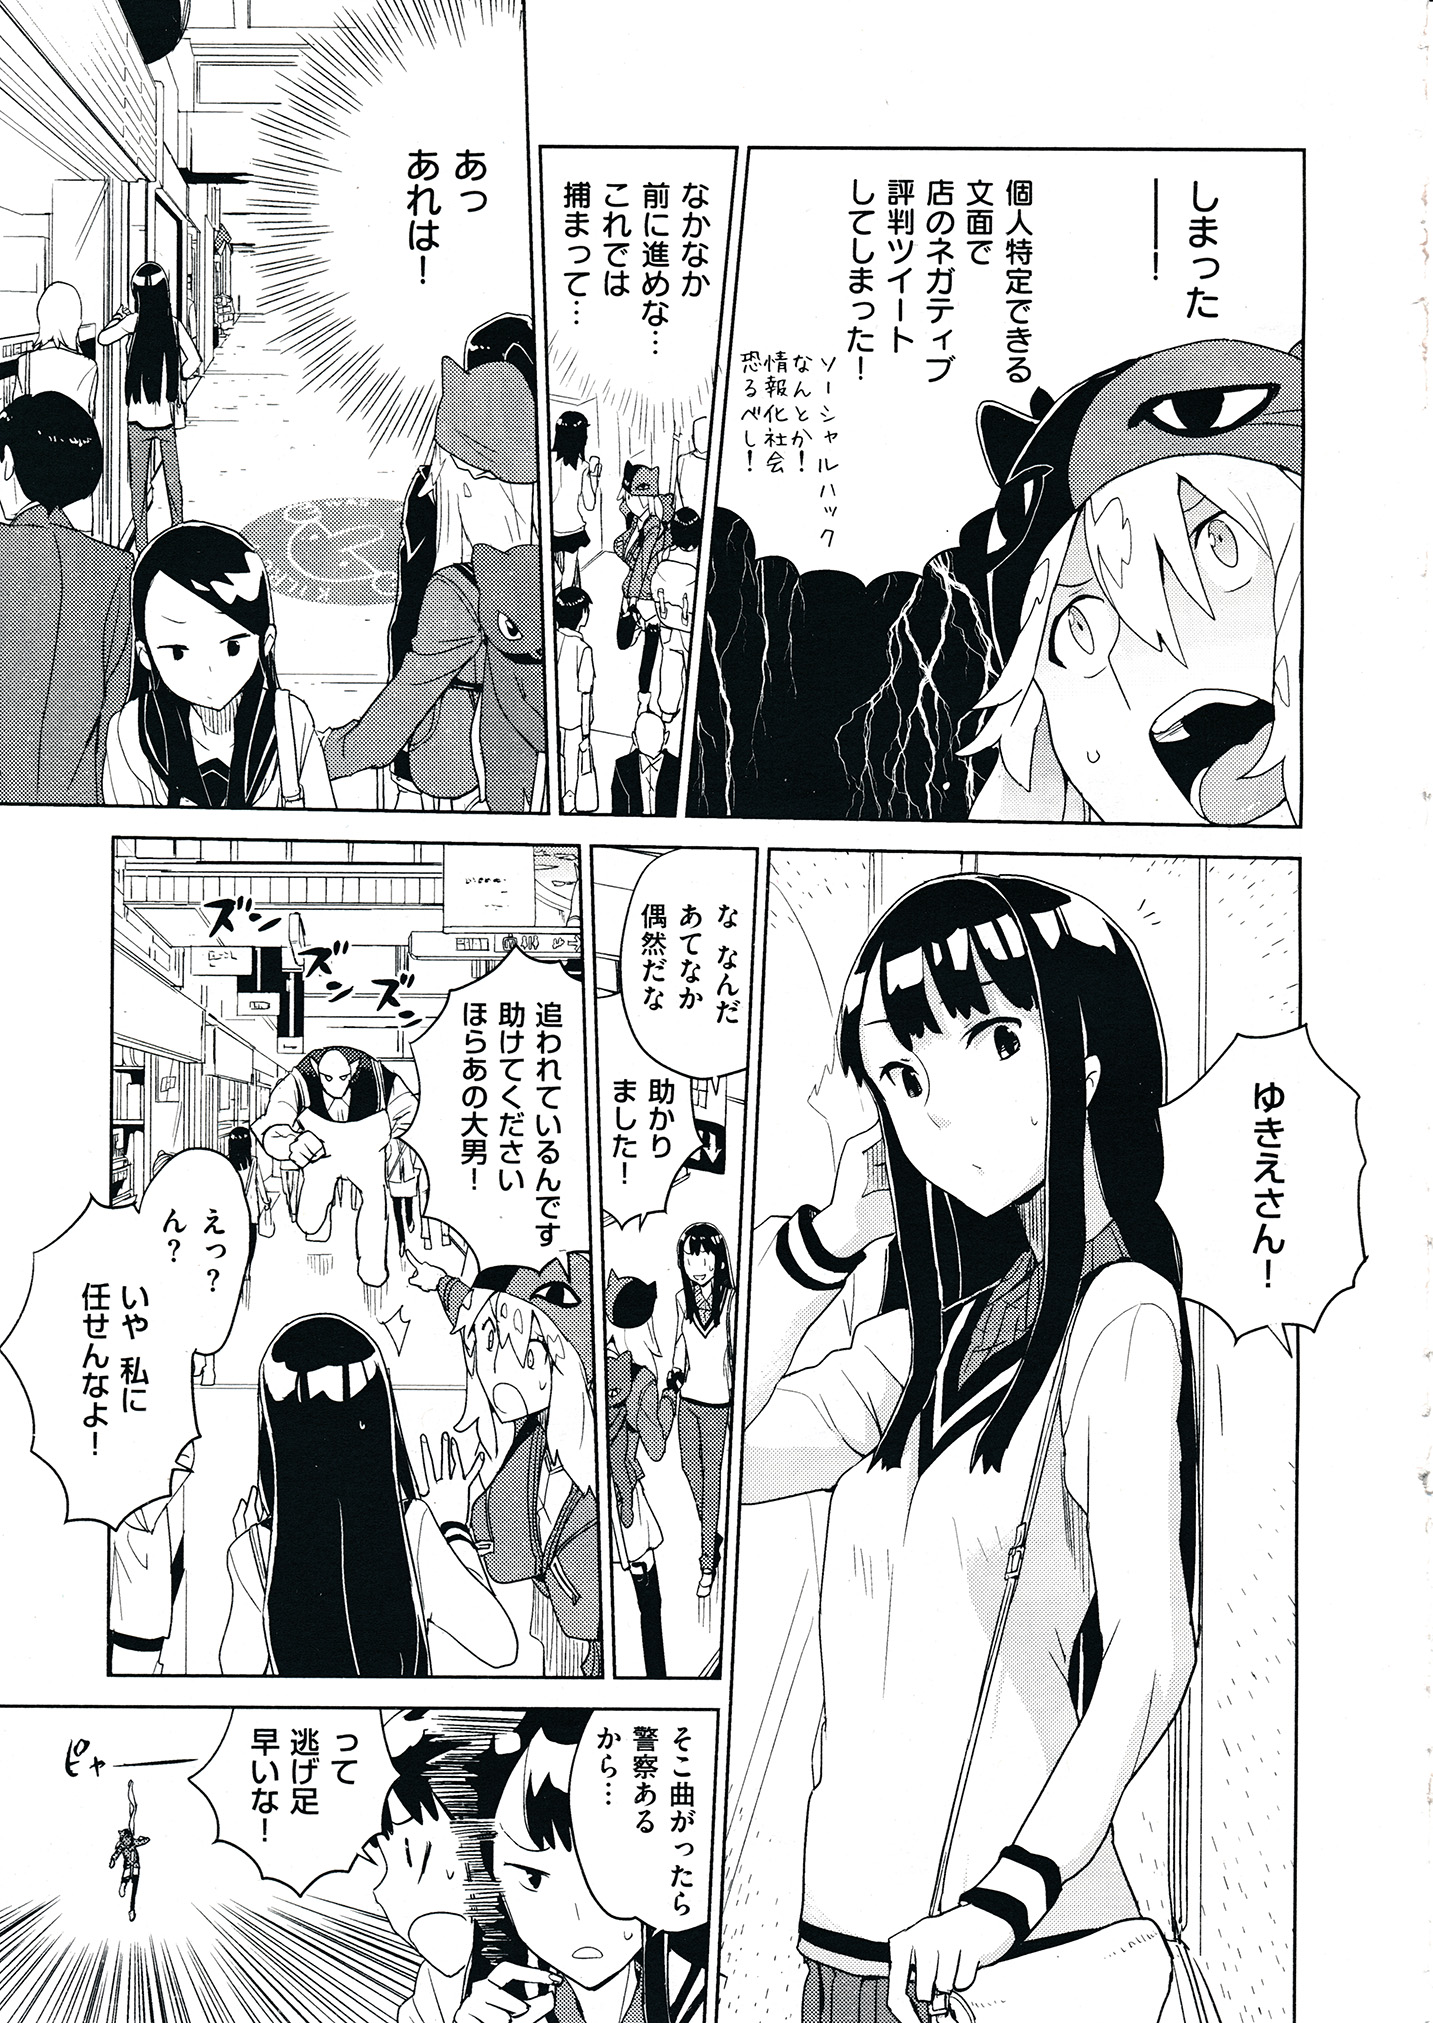 しまった
――！
個人特定できる
文面で
店のネガティブ
評判ツイート
してしまった！
ソーシャルハック
なんとか！
情報化社会
恐るべし！
なかなか
前に進めな…
これでは
捕まって…
あっ
あれは！
ゆきえさん！
な なんだ
あてなか
偶然だな
助かり
ました！
追われているんです
助けてください
ほらあの大男！
ズンズンズン
えっ？
ん？
いや 私に
任せんなよ！
そこ曲がったら
警察ある
から…
って
逃げ足
早いな！
ピャ――